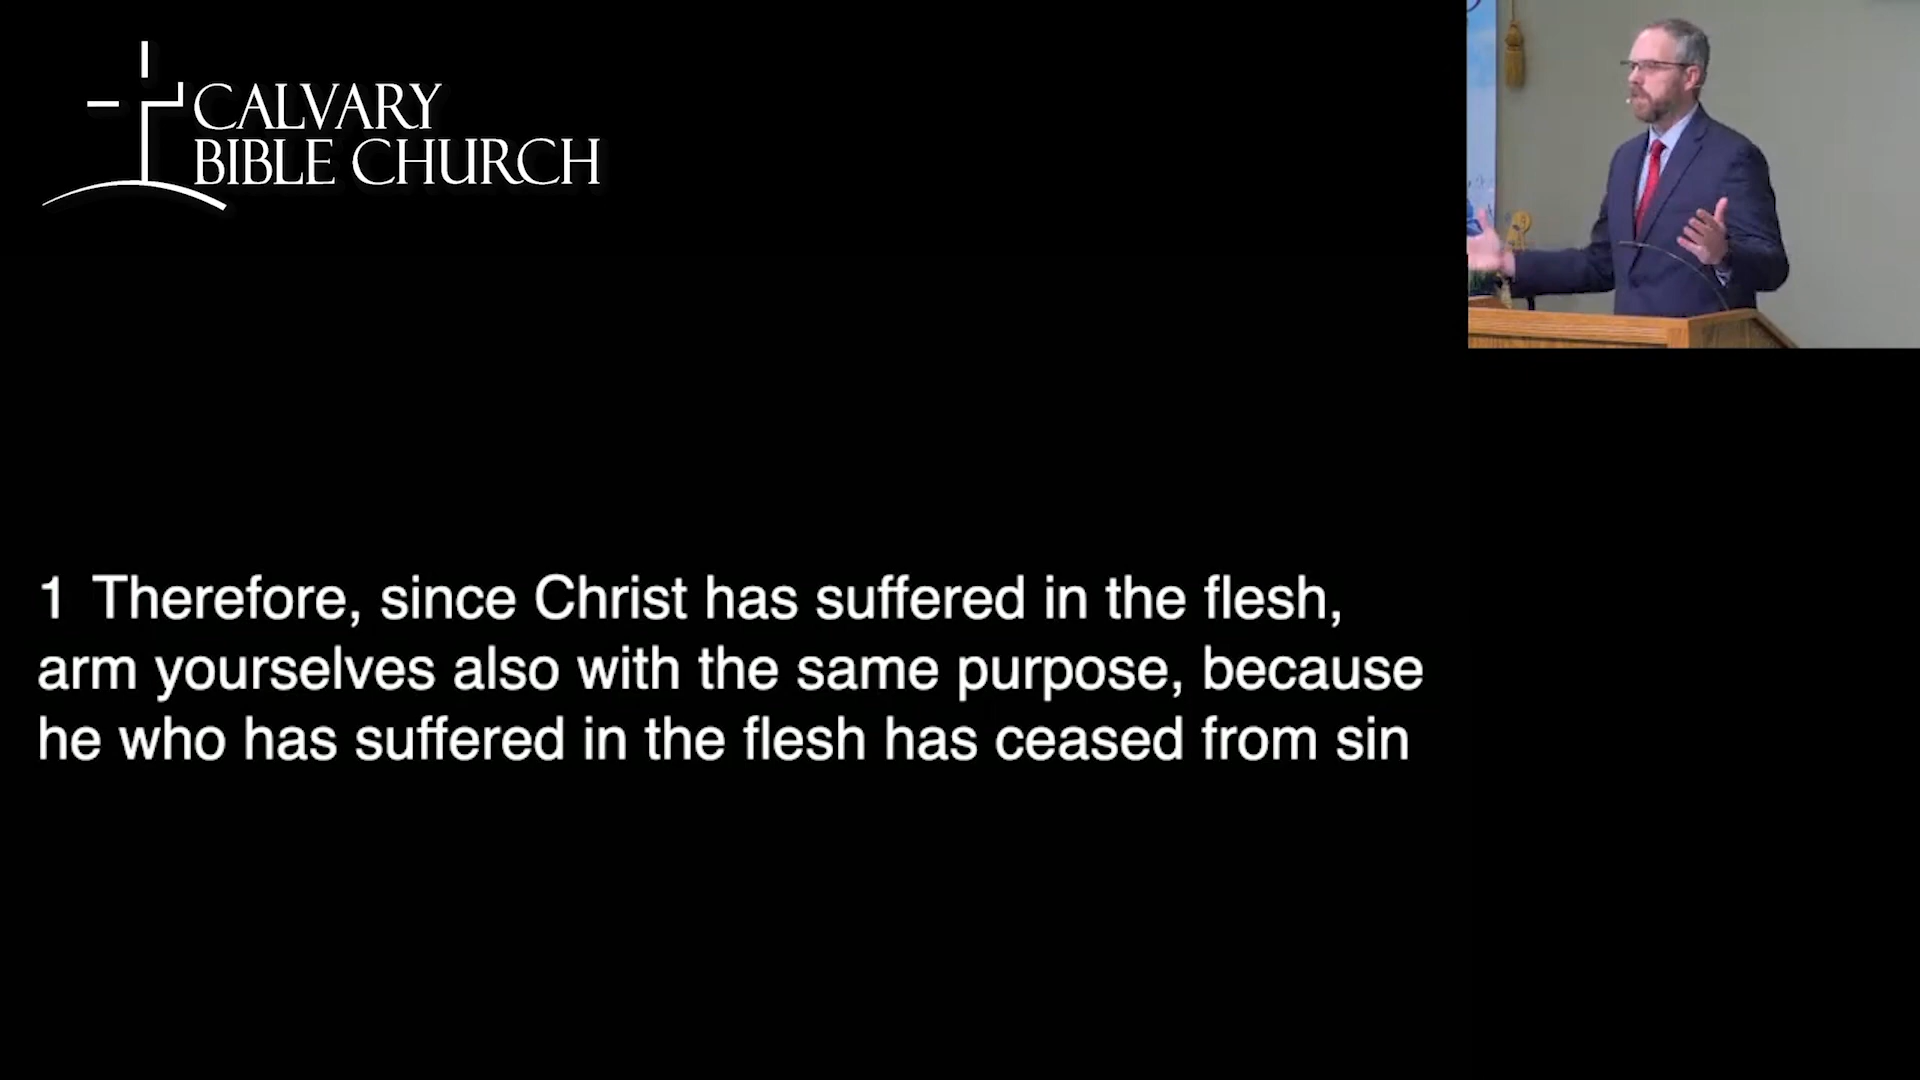 CALVARY
BIBLE CHURCH
1 Therefore, since Christ has suffered in the flesh,
arm yourselves also with the same purpose, because
he who has suffered in the flesh has ceased from sin